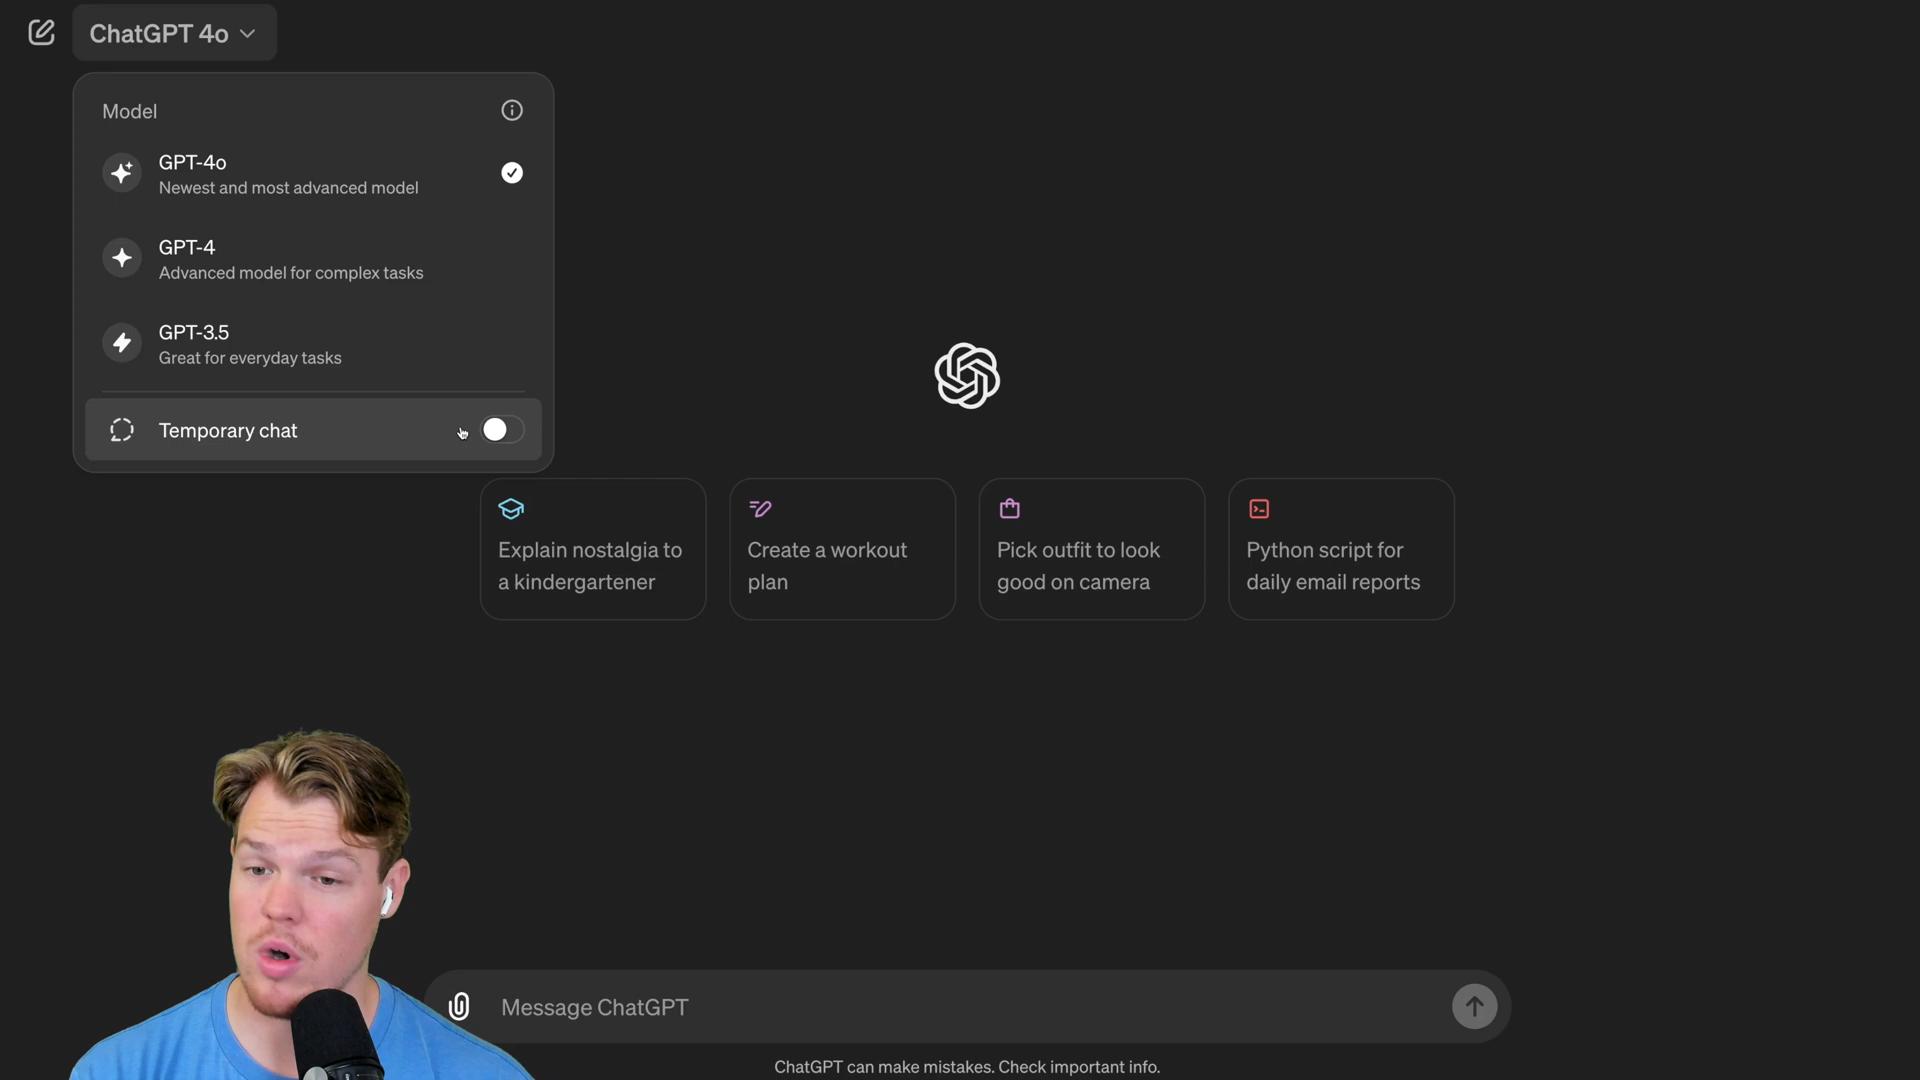 ChatGPT 4o
Model
GPT-4o
Newest and most advanced model
GPT-4
Advanced model for complex tasks
GPT-3.5
Great for everyday tasks
Temporary chat
Explain nostalgia to
a kindergartener
Create a workout
plan
Pick outfit to look
good on camera
Python script for
daily email reports
Message ChatGPT
ChatGPT can make mistakes. Check important info.